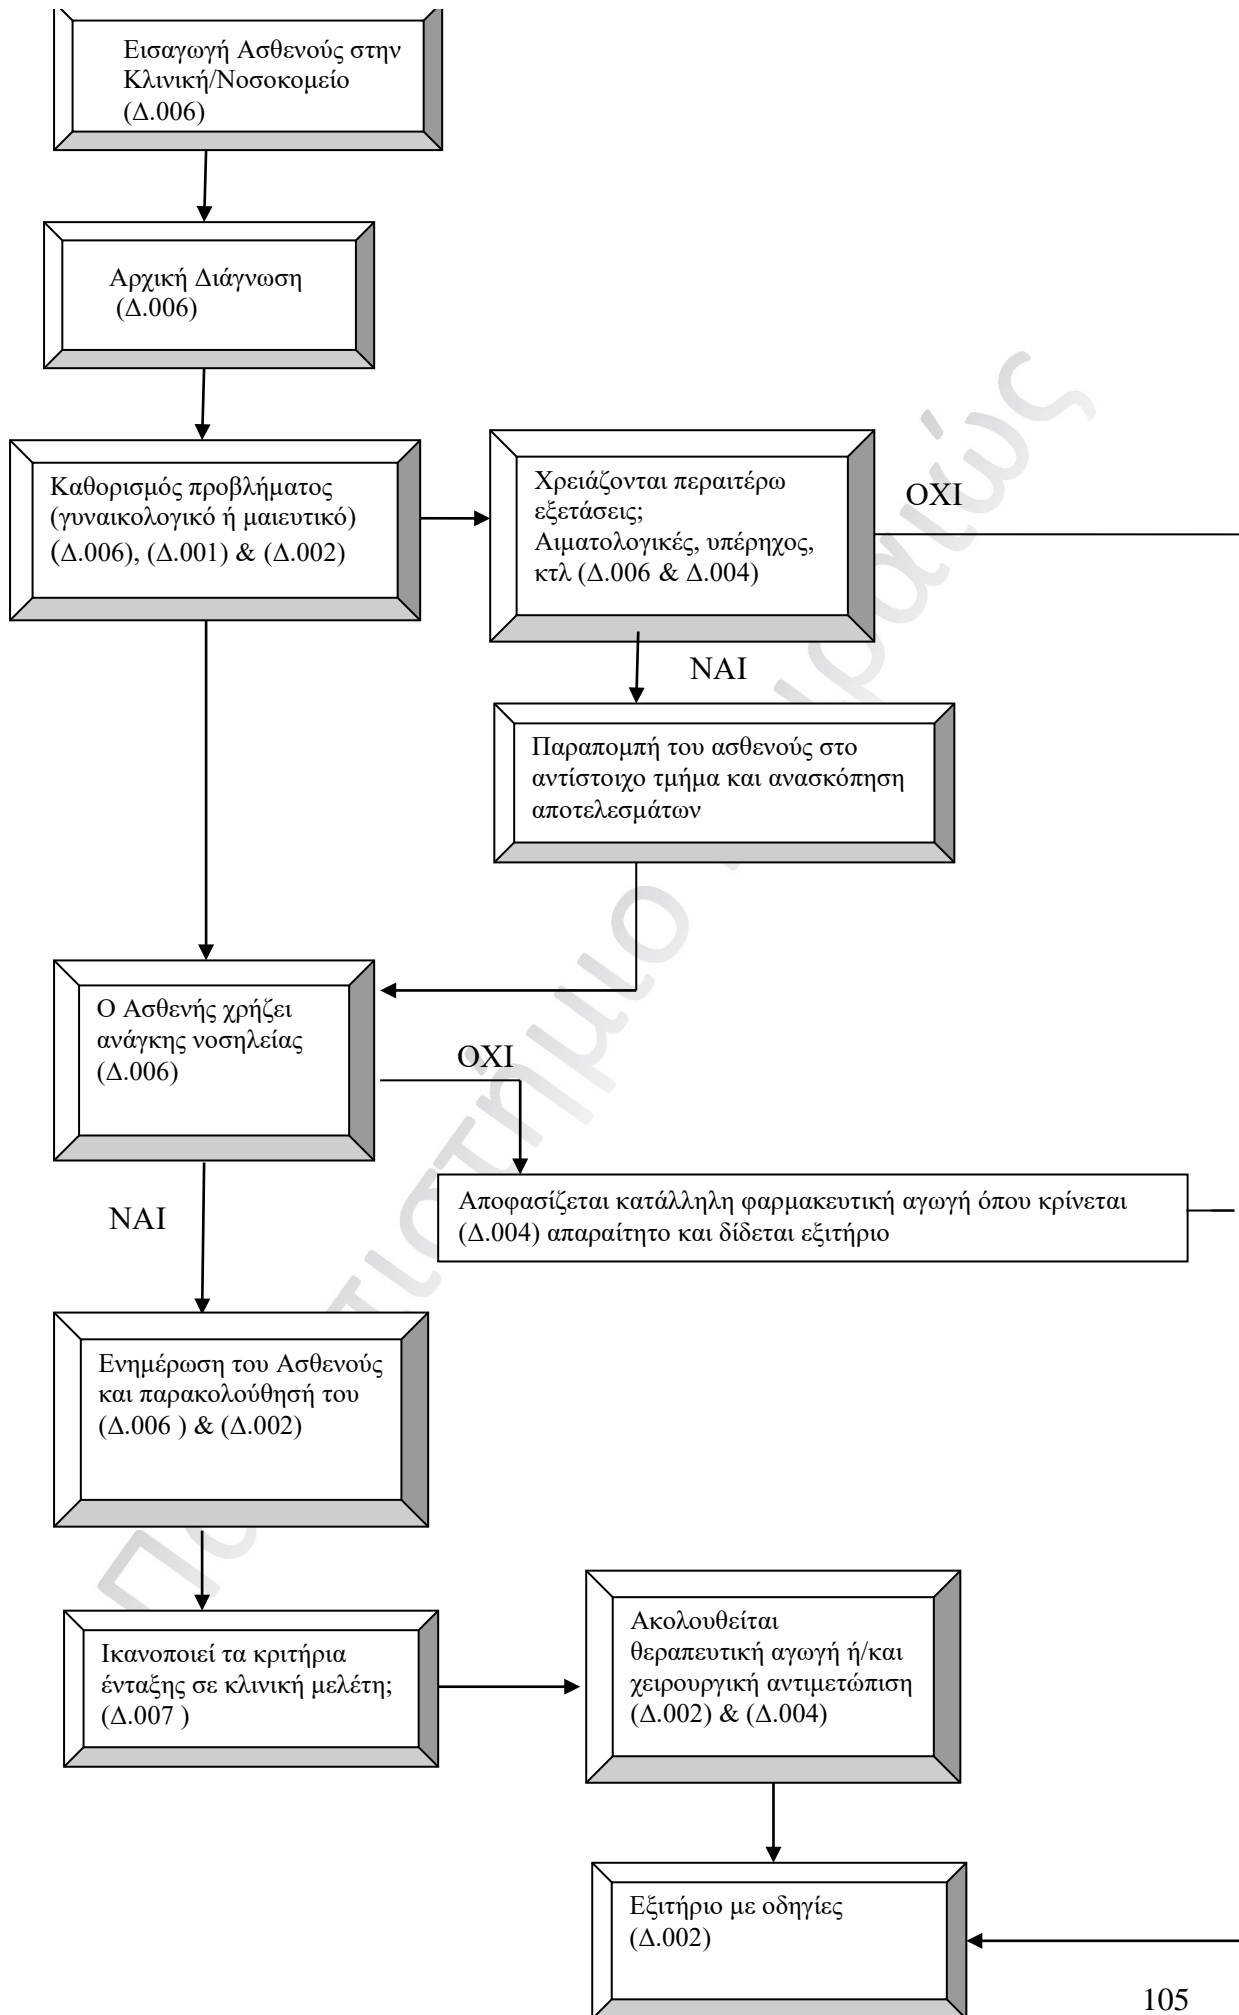 Εισαγωγή Ασθενούς στην
Κλινική/Νοσοκομείο
(Δ.006)
Αρχική Διάγνωση
(Δ.006)
Καθορισμός προβλήματος
(γυναικολογικό ή μαιευτικό)
(Δ.006), (Δ.001) & (Δ.002)
Χρειάζονται περαιτέρω
εξετάσεις;
Αιματολογικές, υπέρηχος,
κτλ (Δ.006 & Δ.004)
ΟΧΙ
ΝΑΙ
Παραπομπή του ασθενούς στο
αντίστοιχο τμήμα και ανασκόπηση
αποτελεσμάτων
Ο Ασθενής χρήζει
ανάγκης νοσηλείας
(Δ.006)
ΟΧΙ
ΝΑΙ
Αποφασίζεται κατάλληλη φαρμακευτική αγωγή όπου κρίνεται
(Δ.004) απαραίτητο και δίδεται εξιτήριο
Ενημέρωση του Ασθενούς
και παρακολούθησή του
(Δ.006 ) & (Δ.002)
Ικανοποιεί τα κριτήρια
ένταξης σε κλινική μελέτη;
(Δ.007 )
Ακολουθείται
θεραπευτική αγωγή ή/και
χειρουργική αντιμετώπιση
(Δ.002) & (Δ.004)
Εξιτήριο με οδηγίες
(Δ.002)
105